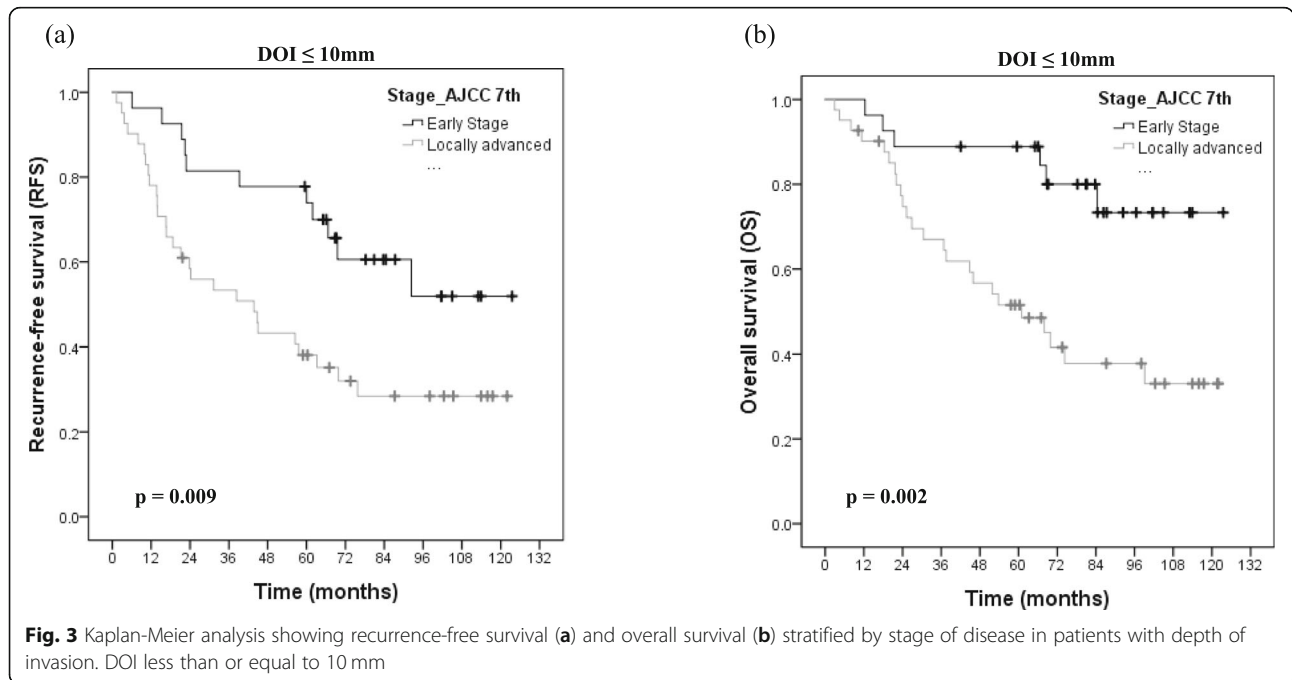 (a)
DOI ≤ 10mm
Stage_AJCC 7th
Early Stage
Locally advanced
...
Recurrence-free survival (RFS)
1.0
0.8
0.6
0.4
0.2
0.0
p = 0.009
0 12 24 36 48 60 72 84 96 108 120 132
Time (months)
(b)
DOI ≤ 10mm
Stage_AJCC 7th
Early Stage
Locally advanced
...
Overall survival (OS)
1.0
0.8
0.6
0.4
0.2
0.0
p = 0.002
0 12 24 36 48 60 72 84 96 108 120 132
Time (months)
Fig. 3 Kaplan-Meier analysis showing recurrence-free survival (a) and overall survival (b) stratified by stage of disease in patients with depth of
invasion. DOI less than or equal to 10 mm